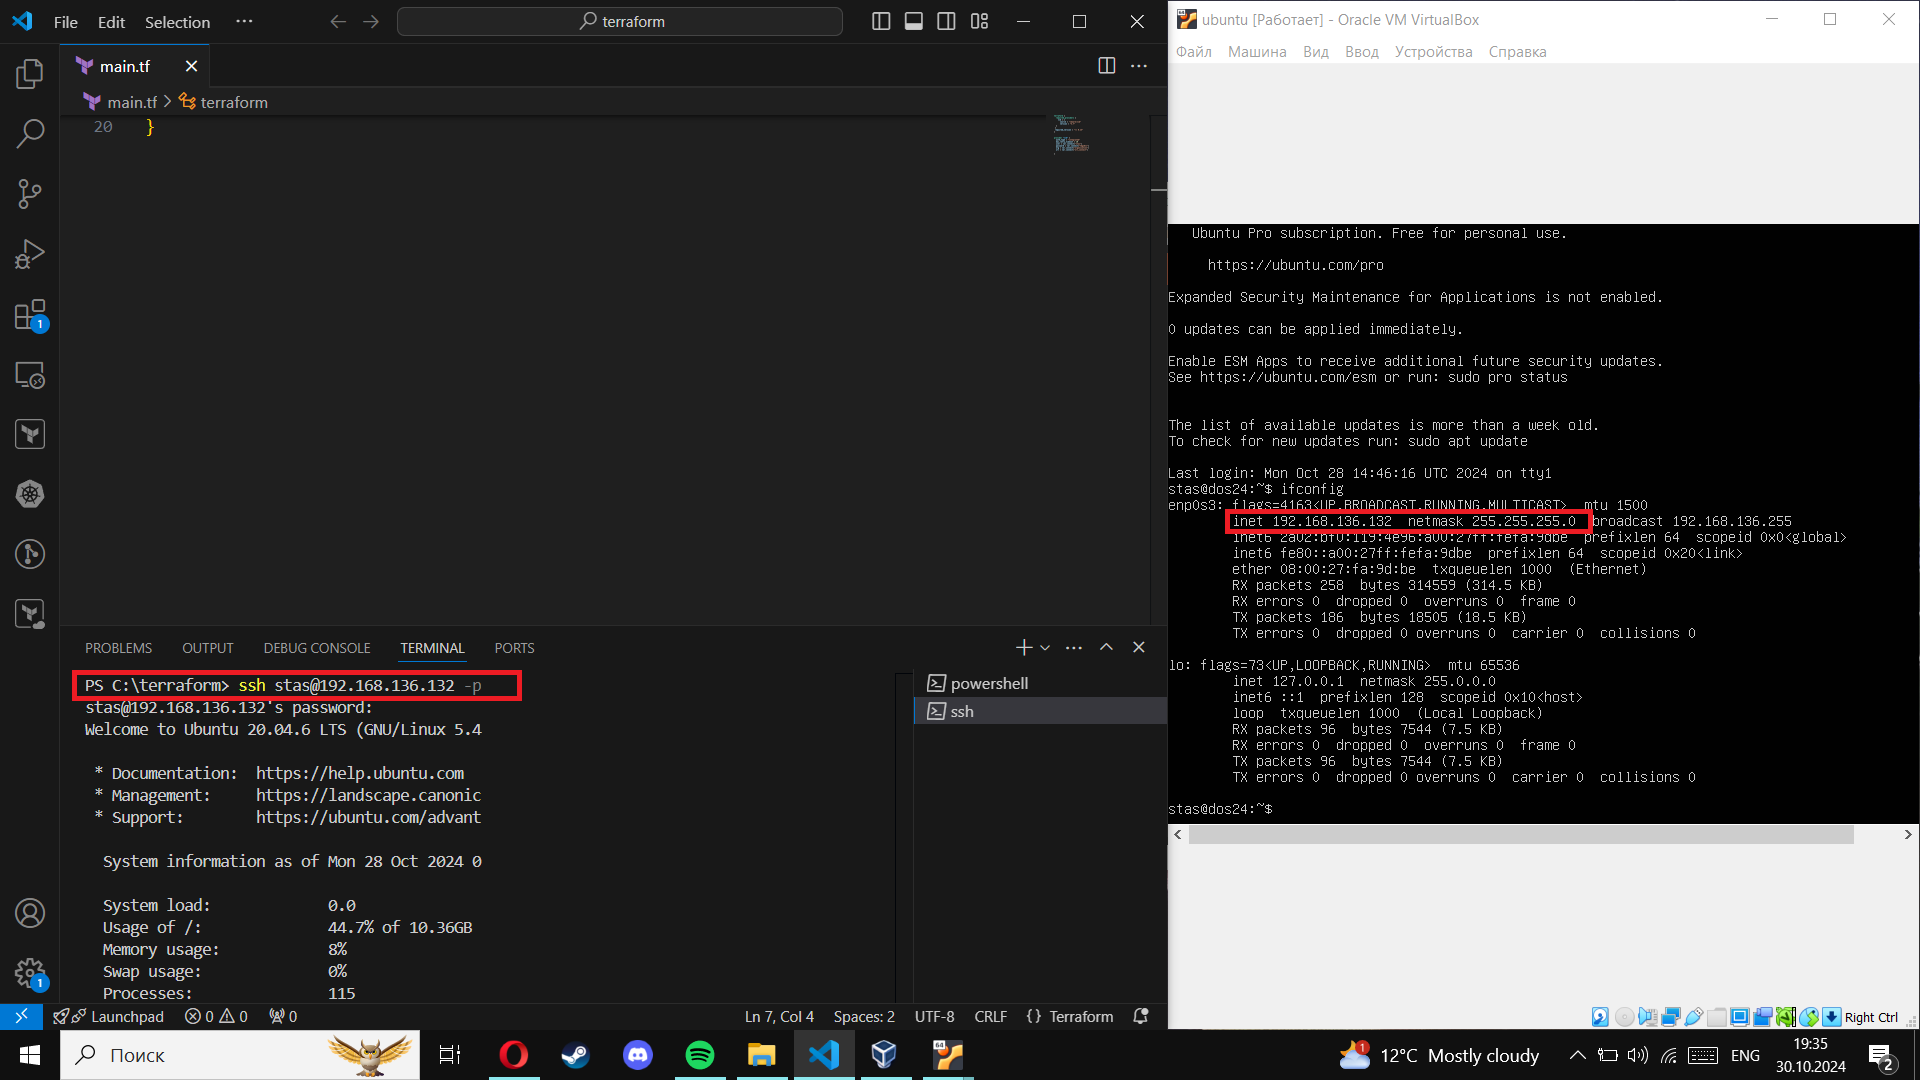 File Edit Selection ···
terraform
main.tf
main.tf > terraform
20 }
PROBLEMS OUTPUT DEBUG CONSOLE TERMINAL PORTS
PS C:\terraform> ssh stas@192.168.136.132 -p
stas@192.168.136.132's password:
Welcome to Ubuntu 20.04.6 LTS (GNU/Linux 5.4
* Documentation: https://help.ubuntu.com
* Management: https://landscape.canonic
* Support: https://ubuntu.com/advant
System information as of Mon 28 Oct 2024 0
System load: 0.0
Usage of /: 44.7% of 10.36GB
Memory usage: 8%
Swap usage: 0%
Processes: 115
powershell
ssh
1
1
Launchpad 0 0 0
Ln 7, Col 4 Spaces: 2 UTF-8 CRLF {} Terraform
ubuntu [Работает] - Oracle VM VirtualBox
Файл Машина Вид Ввод Устройства Справка
Ubuntu Pro subscription. Free for personal use.
https://ubuntu.com/pro
Expanded Security Maintenance for Applications is not enabled.
0 updates can be applied immediately.
Enable ESM Apps to receive additional future security updates.
See https://ubuntu.com/esm or run: sudo pro status
The list of available updates is more than a week old.
To check for new updates run: sudo apt update
Last login: Mon Oct 28 14:46:16 UTC 2024 on tty1
stas@dos24:~$ ifconfig
enp0s3: flags=4163<UP,BROADCAST,RUNNING,MULTICAST> mtu 1500
inet 192.168.136.132 netmask 255.255.255.0 broadcast 192.168.136.255
inet6 2a02:bf0:119:4e96:a00:27ff:fefa:9dbe prefixlen 64 scopeid 0x0<global>
inet6 fe80::a00:27ff:fefa:9dbe prefixlen 64 scopeid 0x20<link>
ether 08:00:27:fa:9d:be txqueuelen 1000 (Ethernet)
RX packets 258 bytes 314559 (314.5 KB)
RX errors 0 dropped 0 overruns 0 frame 0
TX packets 186 bytes 18505 (18.5 KB)
TX errors 0 dropped 0 overruns 0 carrier 0 collisions 0
lo: flags=73<UP,LOOPBACK,RUNNING> mtu 65536
inet 127.0.0.1 netmask 255.0.0.0
inet6 ::1 prefixlen 128 scopeid 0x10<host>
loop txqueuelen 1000 (Local Loopback)
RX packets 96 bytes 7544 (7.5 KB)
RX errors 0 dropped 0 overruns 0 frame 0
TX packets 96 bytes 7544 (7.5 KB)
TX errors 0 dropped 0 overruns 0 carrier 0 collisions 0
stas@dos24:~$
Right Ctrl
Поиск
64
1
12°C Mostly cloudy
ENG
19:35
30.10.2024
2